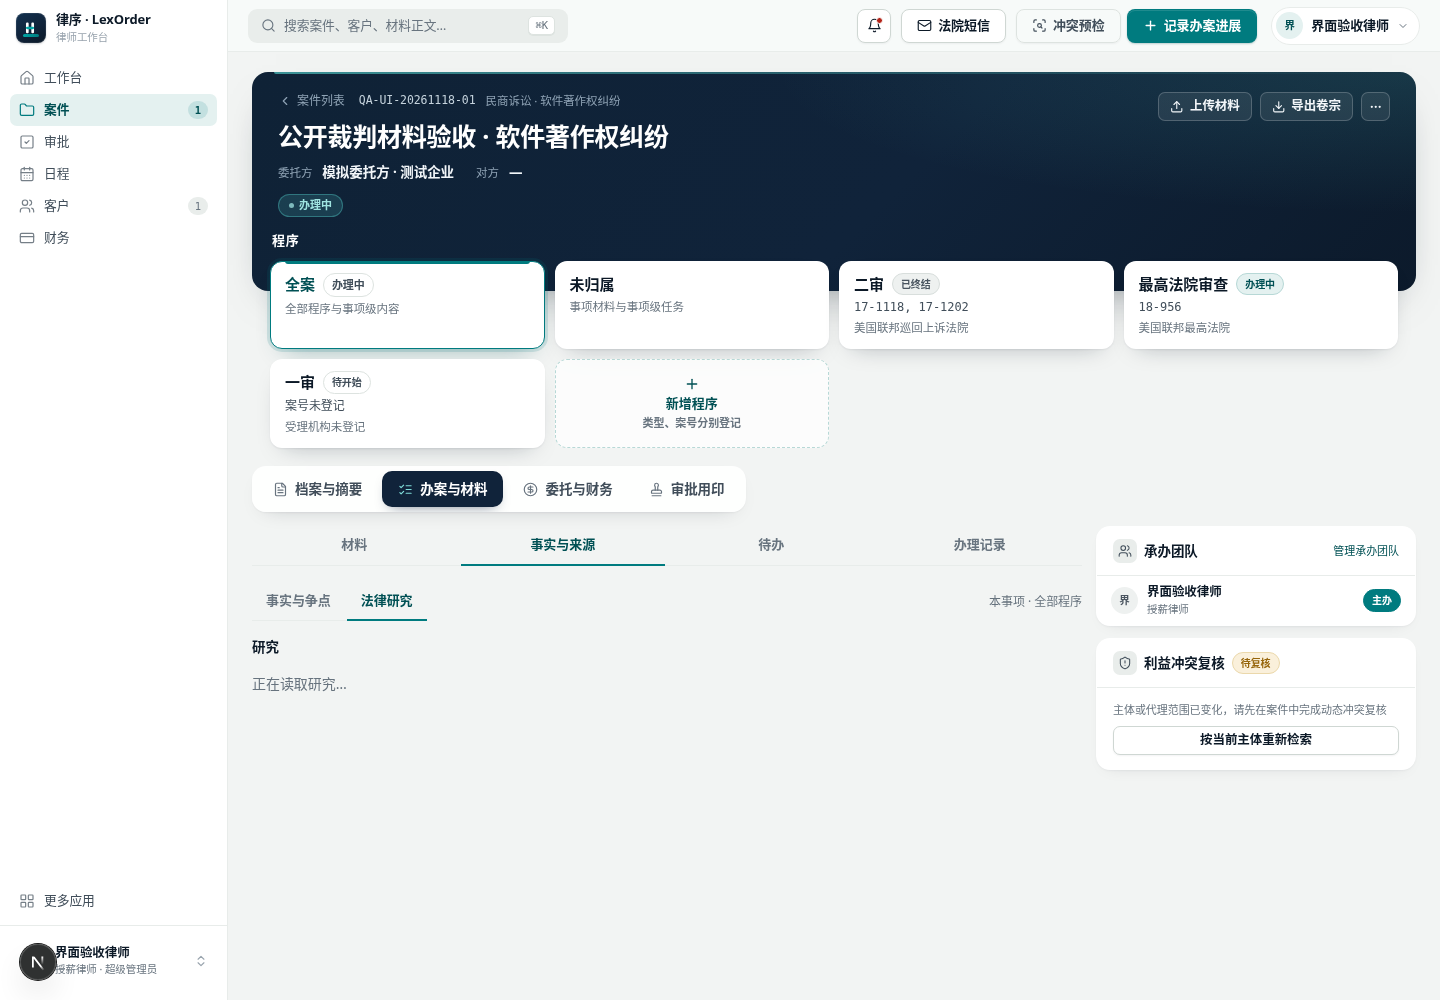 律序 · LexOrder
律师工作台
工作台
案件 1
审批
日程
客户 1
财务
更多应用
N
界面验收律师
授薪律师 · 超级管理员
搜索案件、客户、材料正文... ⌘K
法院短信
冲突预检
记录办案进展
界 界面验收律师
案件列表 QA-UI-20261118-01 民商诉讼 · 软件著作权纠纷
上传材料
导出卷宗
公开裁判材料验收 · 软件著作权纠纷
委托方 模拟委托方 · 测试企业 对方 —
办理中
程序
全案 办理中
全部程序与事项级内容
未归属
事项材料与事项级任务
二审 已终结
17-1118, 17-1202
美国联邦巡回上诉法院
最高法院审查 办理中
18-956
美国联邦最高法院
一审 待开始
案号未登记
受理机构未登记
新增程序
类型、案号分别登记
档案与摘要
办案与材料
委托与财务
审批用印
材料
事实与来源
待办
办理记录
事实与争点
法律研究
本事项 · 全部程序
研究
正在读取研究...
承办团队
管理承办团队
界
界面验收律师
授薪律师
主办
利益冲突复核 待复核
主体或代理范围已变化，请先在案件中完成动态冲突复核
按当前主体重新检索